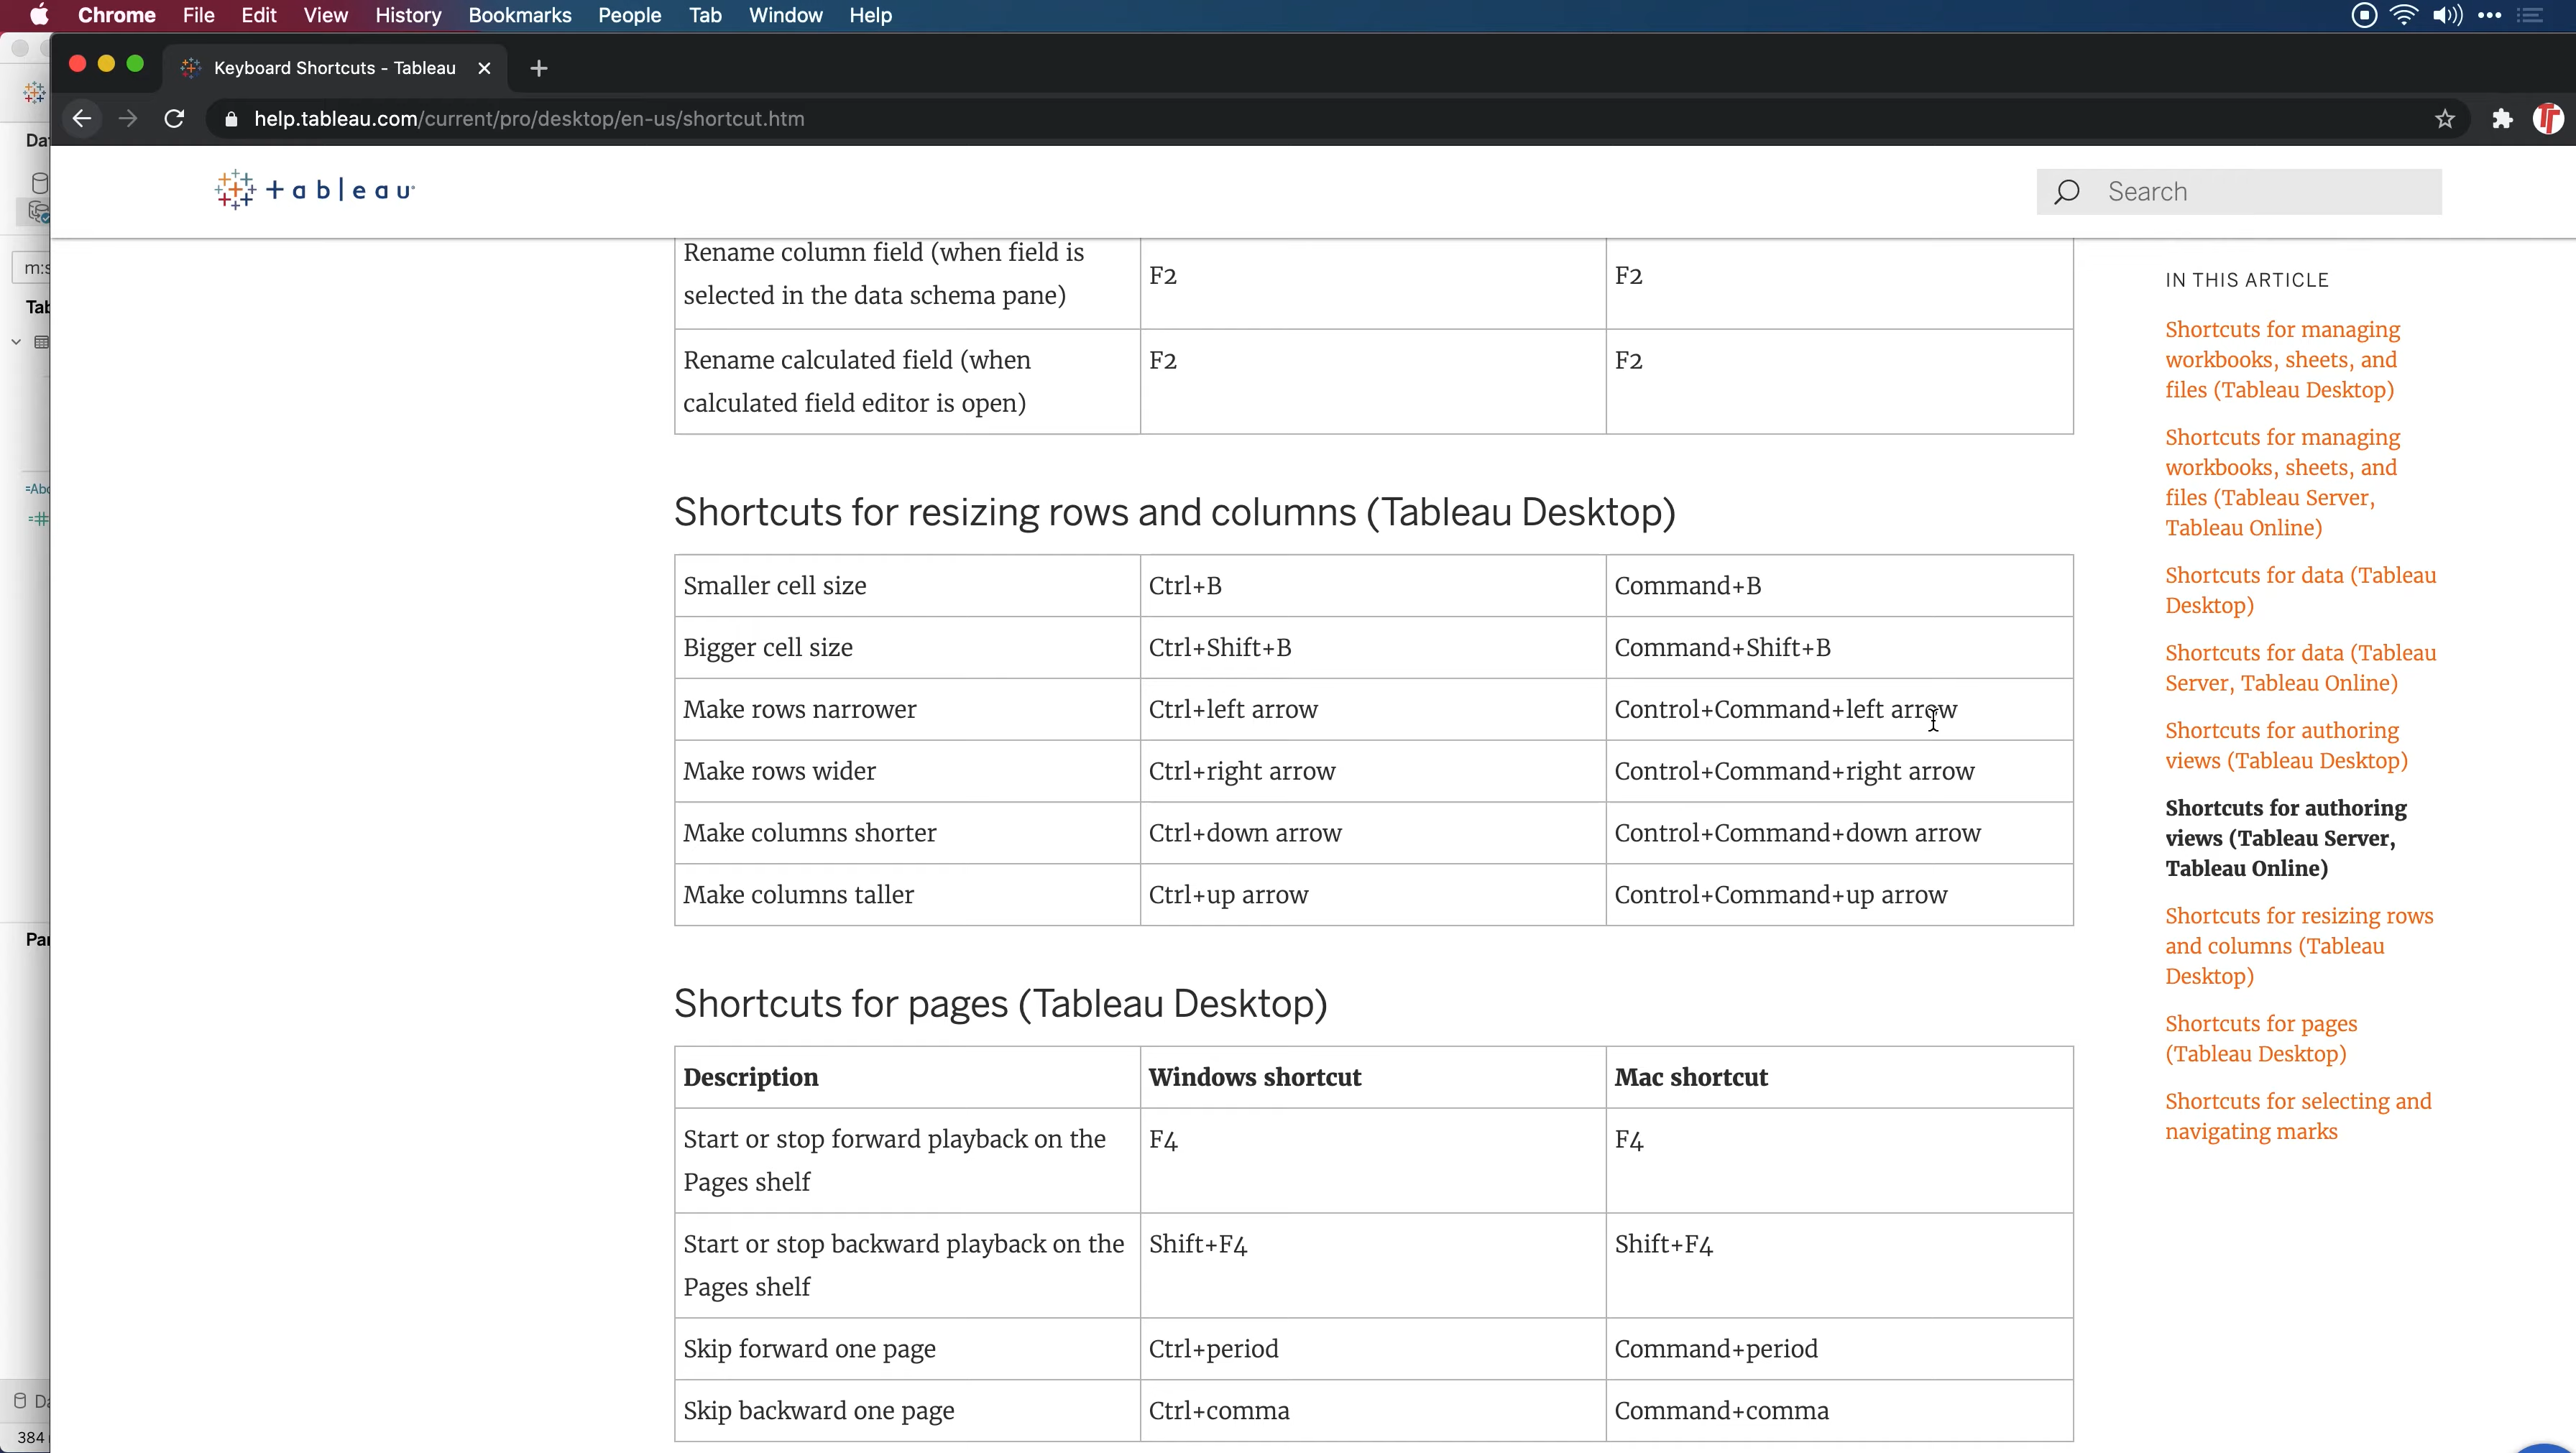 Chrome File Edit View History Bookmarks People Tab Window Help
Keyboard Shortcuts - Tableau
help.tableau.com/current/pro/desktop/en-us/shortcut.htm
+ableau
Search
m:s
=Abc
384
Rename column field (when field is
selected in the data schema pane)
F2
F2
Rename calculated field (when
calculated field editor is open)
F2
F2
Shortcuts for resizing rows and columns (Tableau Desktop)
Smaller cell size Ctrl+B Command+B
Bigger cell size Ctrl+Shift+B Command+Shift+B
Make rows narrower Ctrl+left arrow Control+Command+left arrow
Make rows wider Ctrl+right arrow Control+Command+right arrow
Make columns shorter Ctrl+down arrow Control+Command+down arrow
Make columns taller Ctrl+up arrow Control+Command+up arrow
Shortcuts for pages (Tableau Desktop)
Description Windows shortcut Mac shortcut
Start or stop forward playback on the
Pages shelf
F4
F4
Start or stop backward playback on the
Pages shelf
Shift+F4
Shift+F4
Skip forward one page Ctrl+period Command+period
Skip backward one page Ctrl+comma Command+comma
IN THIS ARTICLE
Shortcuts for managing
workbooks, sheets, and
files (Tableau Desktop)
Shortcuts for managing
workbooks, sheets, and
files (Tableau Server,
Tableau Online)
Shortcuts for data (Tableau
Desktop)
Shortcuts for data (Tableau
Server, Tableau Online)
Shortcuts for authoring
views (Tableau Desktop)
Shortcuts for authoring
views (Tableau Server,
Tableau Online)
Shortcuts for resizing rows
and columns (Tableau
Desktop)
Shortcuts for pages
(Tableau Desktop)
Shortcuts for selecting and
navigating marks